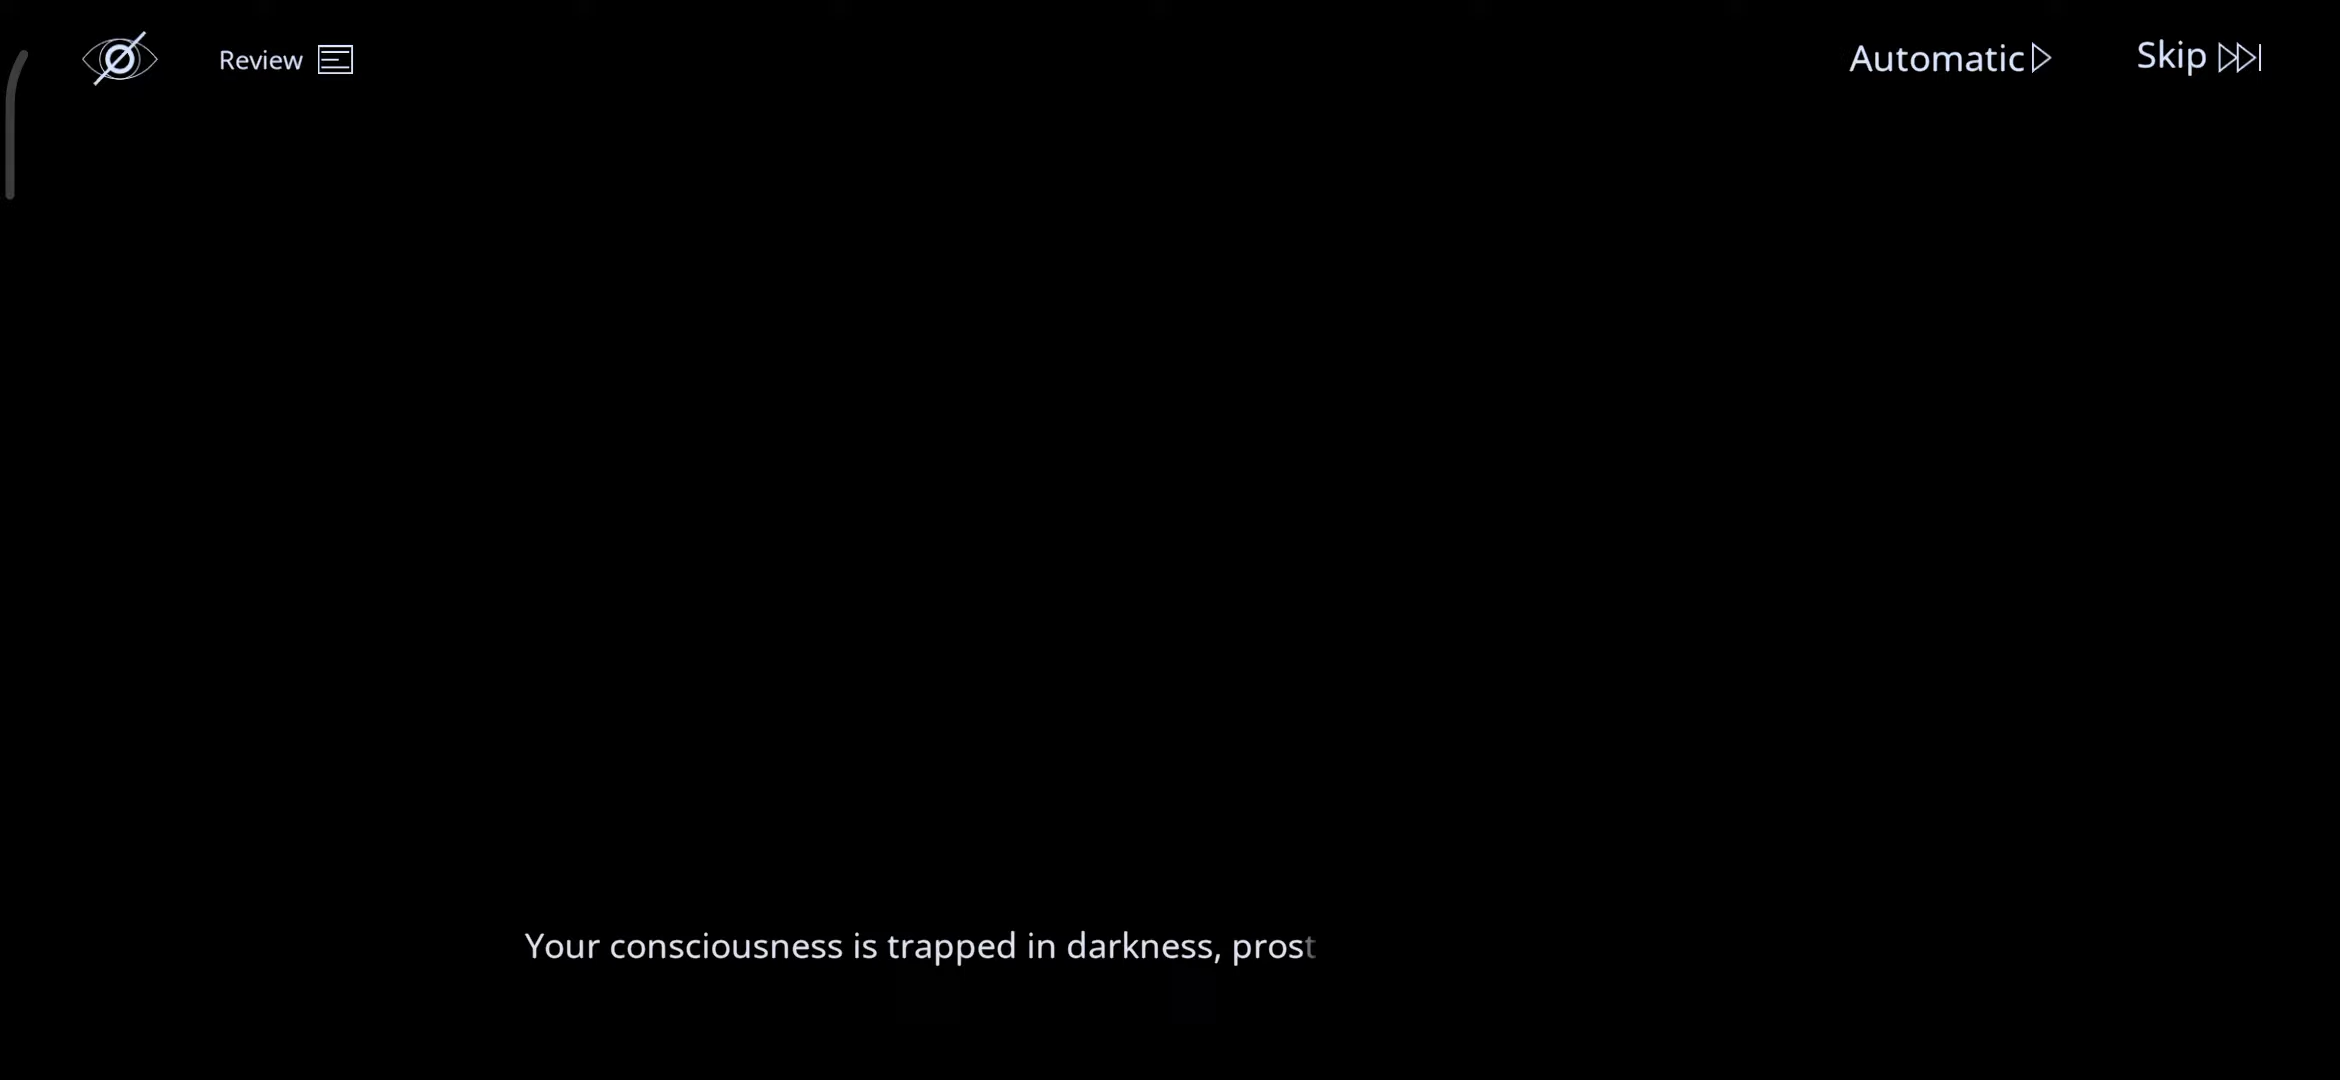 Review
Automatic
Skip
Your consciousness is trapped in darkness, prost